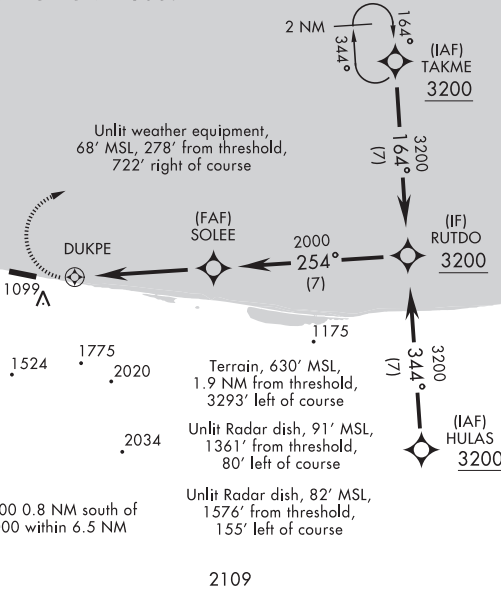 2 NM
164°
344°
(IAF)
TAKME
3200
Unlit weather equipment,
68' MSL, 278' from threshold,
722' right of course
3200
164°
(7)
(FAF)
SOLEE
(IF)
RUTDO
3200
DUKPE
2000
254°
(7)
1099
1175
3200
344°
(7)
1524
1775
2020
Terrain, 630' MSL,
1.9 NM from threshold,
3293' left of course
(IAF)
HULAS
3200
2034
Unlit Radar dish, 91' MSL,
1361' from threshold,
80' left of course
Unlit Radar dish, 82' MSL,
1576' from threshold,
155' left of course
00 0.8 NM south of
00 within 6.5 NM
2109